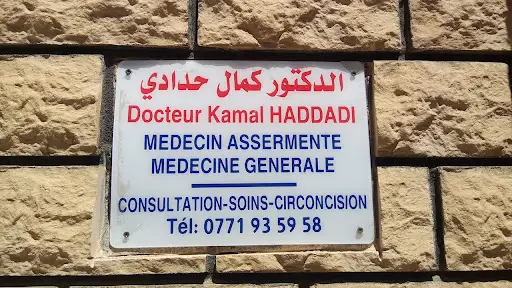 الدكتور كمال حدادي
Docteur Kamal HADDADI
MEDECIN ASSERMENTE
MEDECINE GENERALE
CONSULTATION-SOINS-CIRCONCISION
Tél: 0771 93 59 58